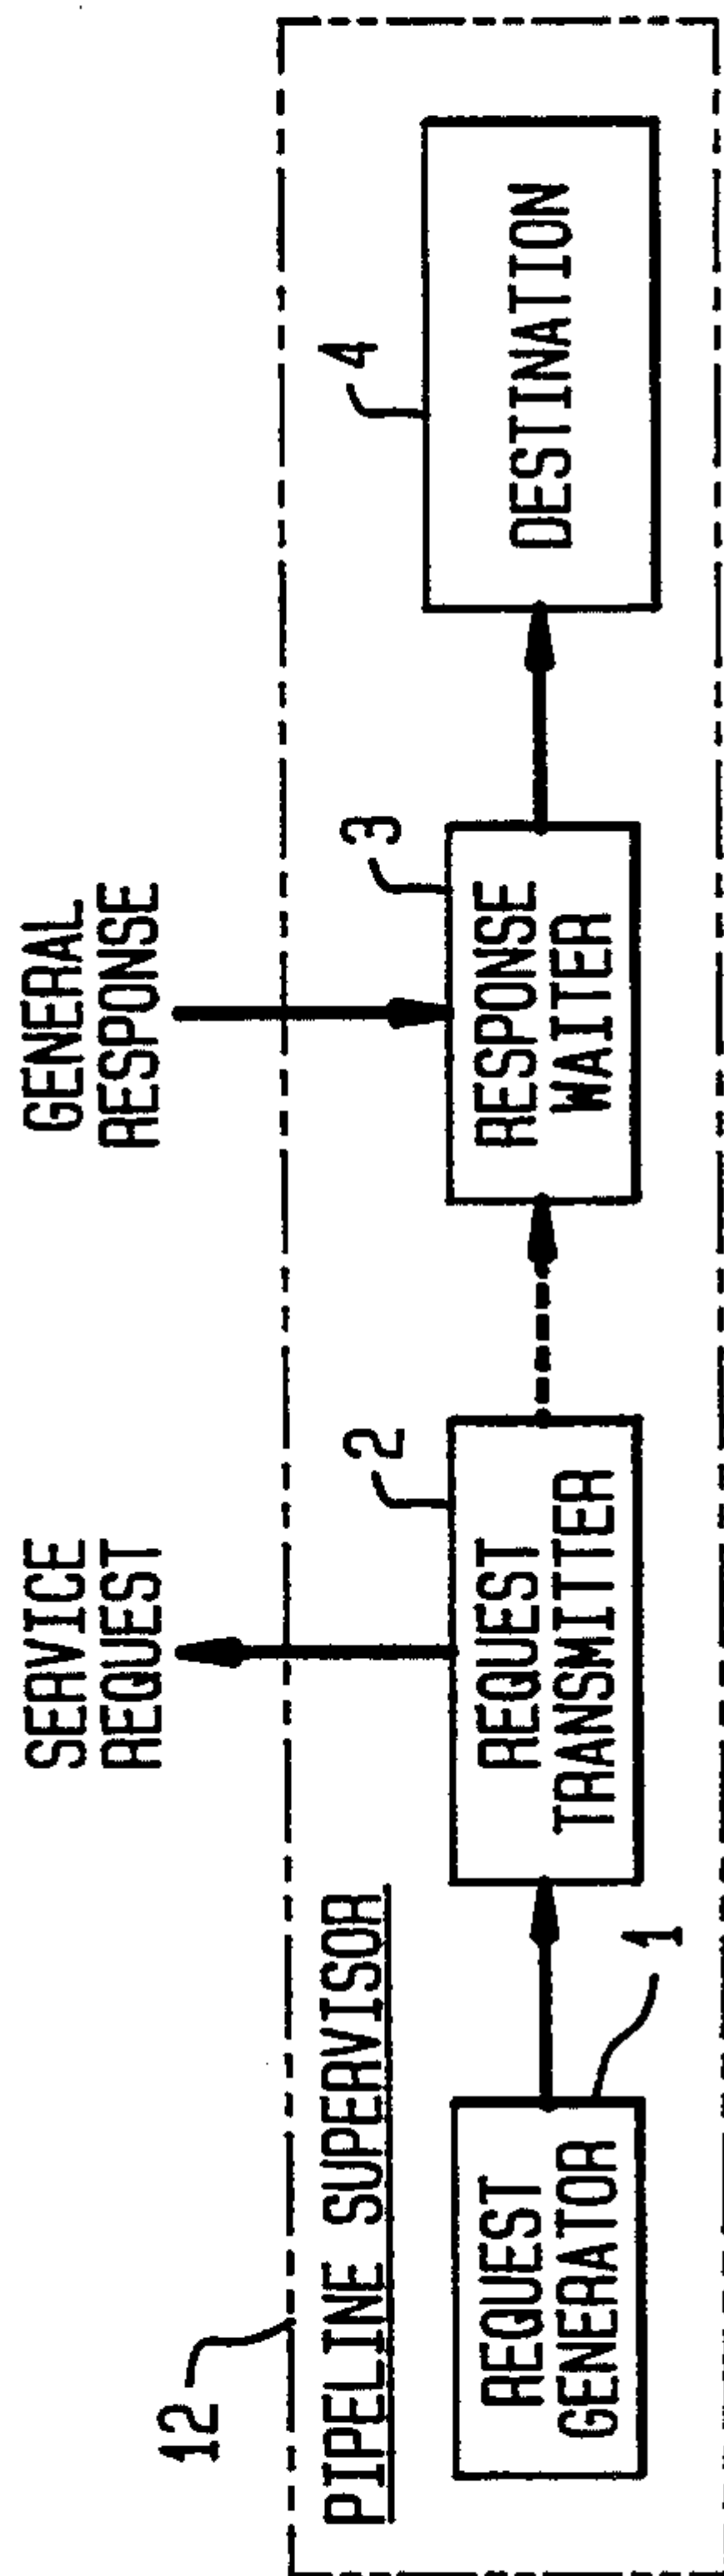 SERVICE
REQUEST
GENERAL
RESPONSE
12
PIPELINE SUPERVISOR
REQUEST
GENERATOR
1
REQUEST
TRANSMITTER
2
RESPONSE
WAITER
3
DESTINATION
4